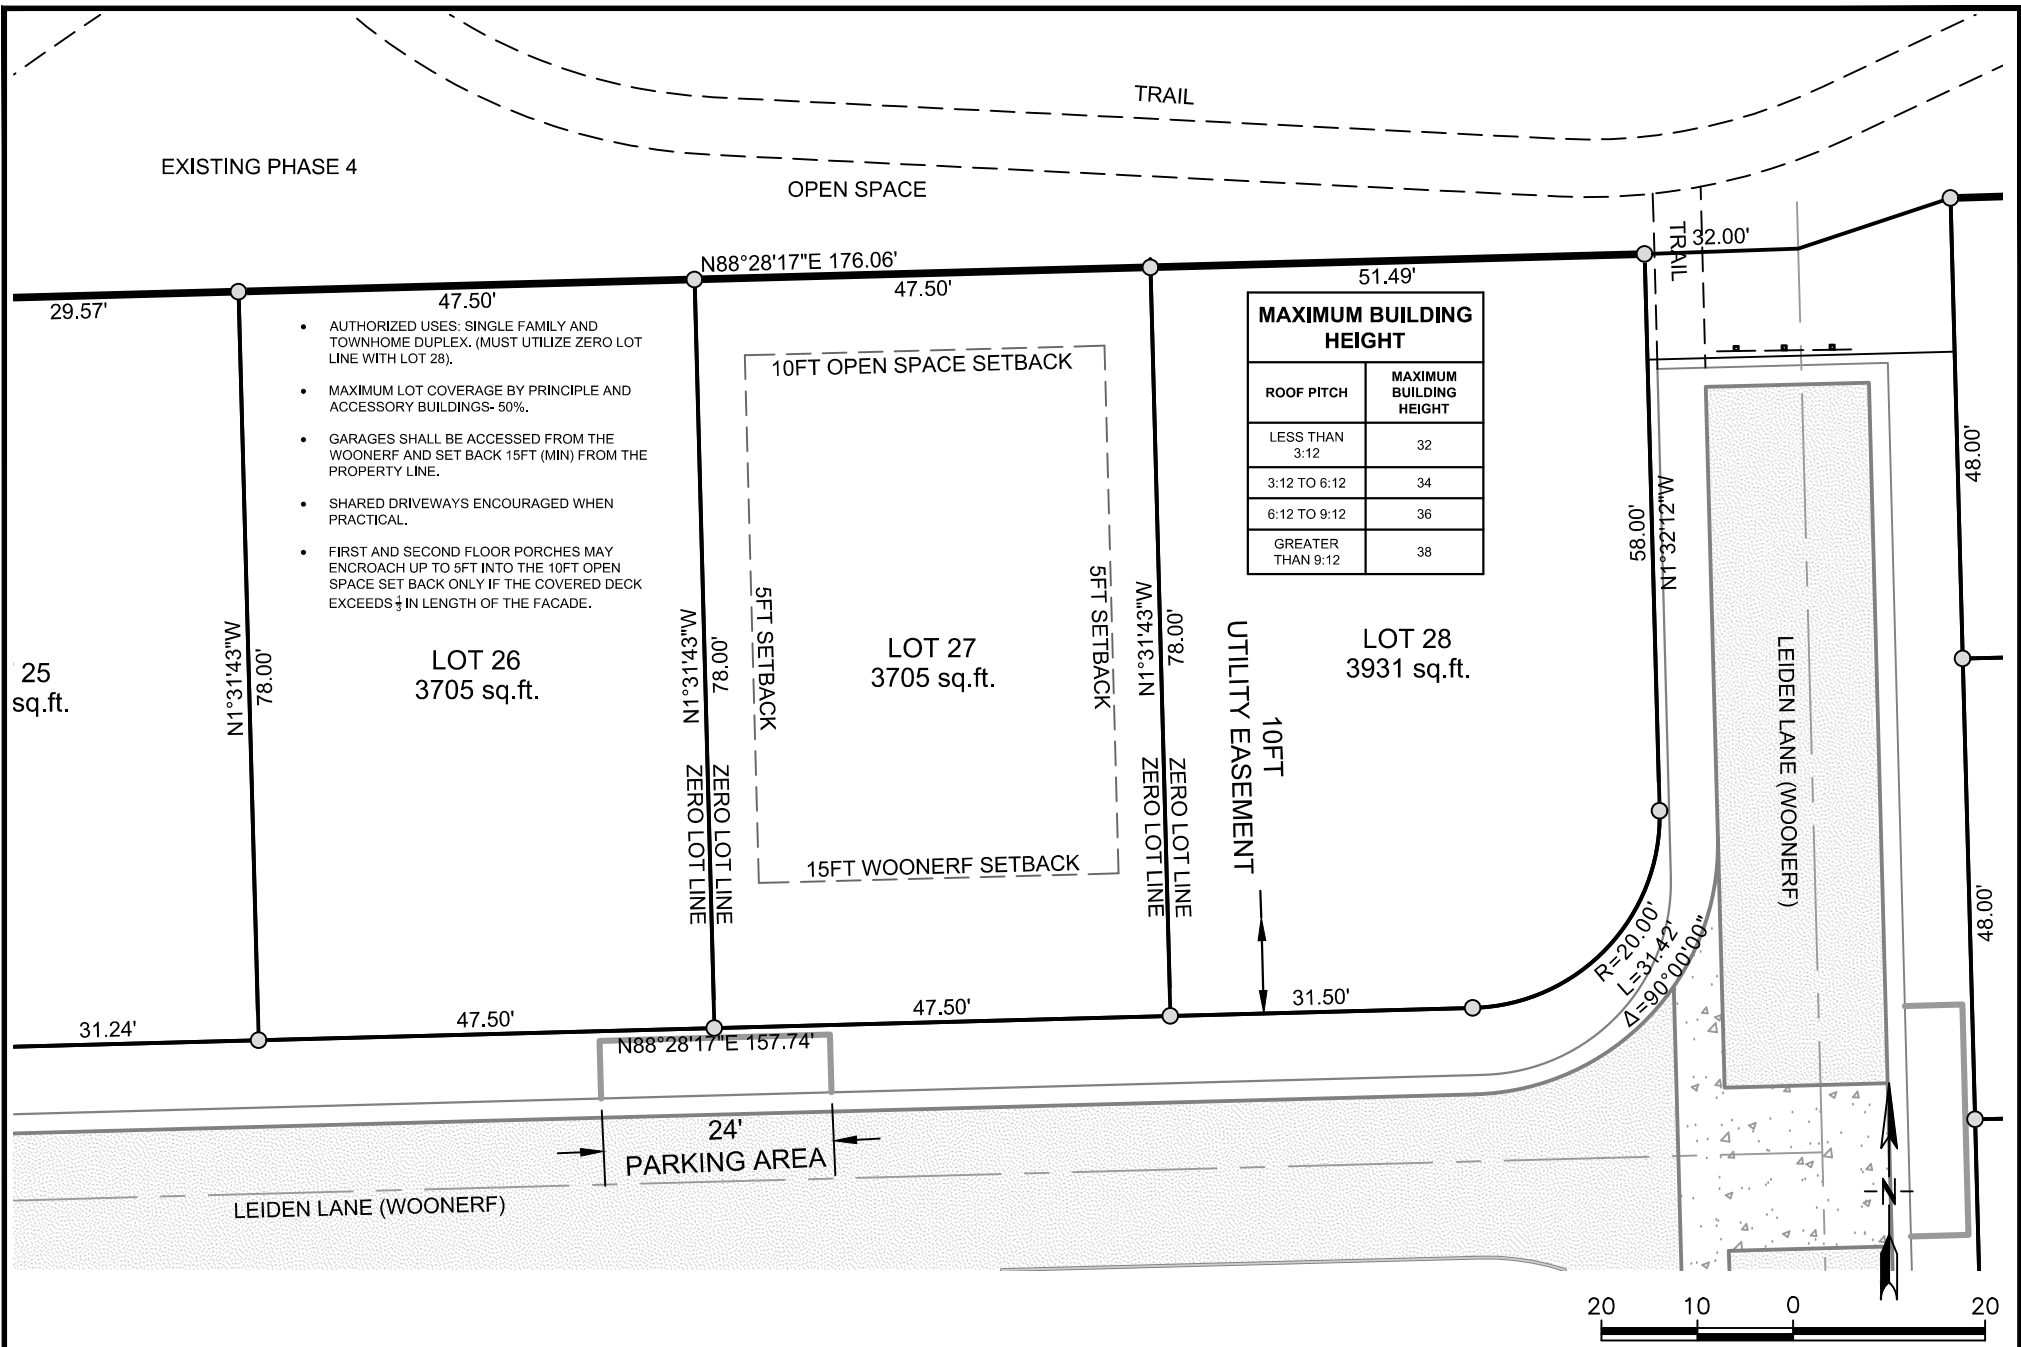 TRAIL
EXISTING PHASE 4
OPEN SPACE
TRAIL
32.00'
N88°28'17"E 176.06'
29.57'
47.50'
47.50'
51.49'
• AUTHORIZED USES: SINGLE FAMILY AND
TOWNHOME DUPLEX. (MUST UTILIZE ZERO LOT
LINE WITH LOT 28).
• MAXIMUM LOT COVERAGE BY PRINCIPLE AND
ACCESSORY BUILDINGS- 50%.
• GARAGES SHALL BE ACCESSED FROM THE
WOONERF AND SET BACK 15FT (MIN) FROM THE
PROPERTY LINE.
• SHARED DRIVEWAYS ENCOURAGED WHEN
PRACTICAL.
• FIRST AND SECOND FLOOR PORCHES MAY
ENCROACH UP TO 5FT INTO THE 10FT OPEN
SPACE SET BACK ONLY IF THE COVERED DECK
EXCEEDS 1/3 IN LENGTH OF THE FACADE.
10FT OPEN SPACE SETBACK
5FT SETBACK
5FT SETBACK
15FT WOONERF SETBACK
MAXIMUM BUILDING
HEIGHT
ROOF PITCH
MAXIMUM
BUILDING
HEIGHT
LESS THAN
3:12
32
3:12 TO 6:12
34
6:12 TO 9:12
36
GREATER
THAN 9:12
38
25
sq.ft.
N1°31'43"W
78.00'
LOT 26
3705 sq.ft.
N1°31'43"W
78.00'
LOT 27
3705 sq.ft.
N1°31'43"W
78.00'
LOT 28
3931 sq.ft.
58.00'
N1°32'12"W
48.00'
48.00'
ZERO LOT LINE
ZERO LOT LINE
ZERO LOT LINE
ZERO LOT LINE
10FT
UTILITY EASEMENT
LEIDEN LANE (WOONERF)
R=20.00'
L=31.42'
Δ=90°00'00"
31.24'
47.50'
47.50'
31.50'
N88°28'17"E 157.74'
24'
PARKING AREA
LEIDEN LANE (WOONERF)
N
20 10 0 20